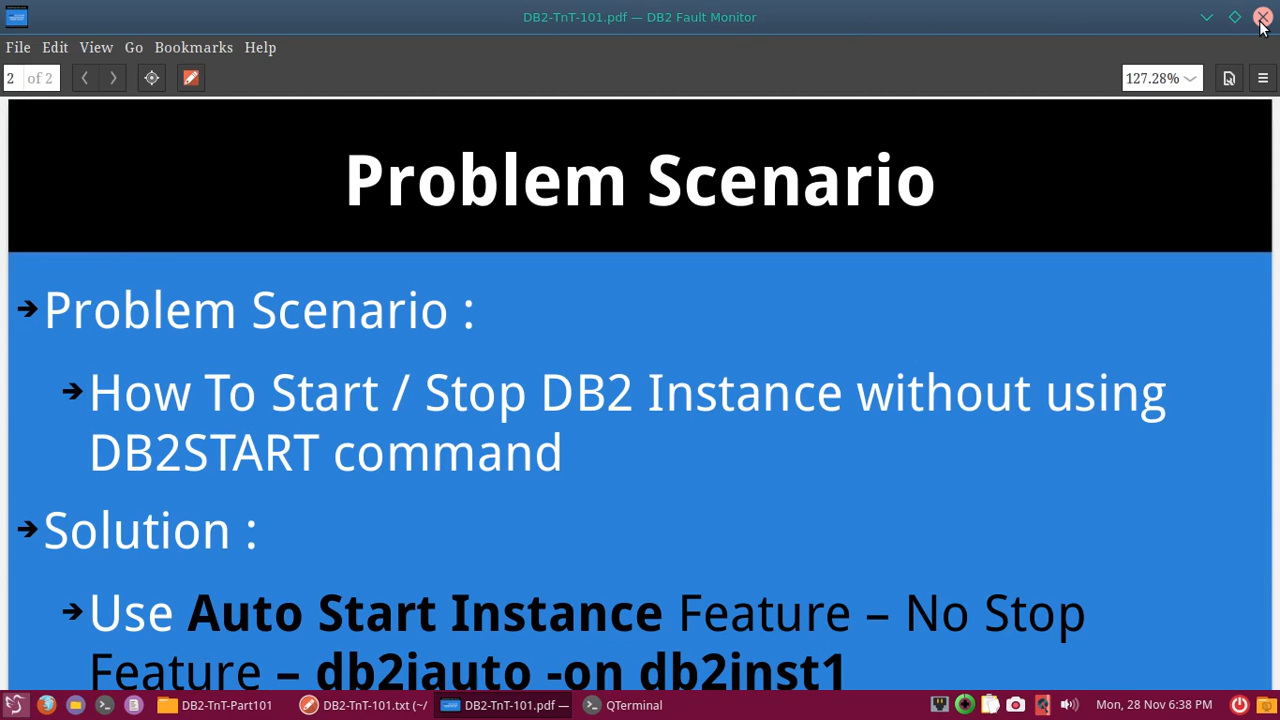 DB2-TnT-101.pdf — DB2 Fault Monitor
File Edit View Go Bookmarks Help
2 of 2
127.28%
Problem Scenario
Problem Scenario :
How To Start / Stop DB2 Instance without using
DB2START command
Solution :
Use Auto Start Instance Feature – No Stop
Feature – db2iauto -on db2inst1
DB2-TnT-Part101
DB2-TnT-101.txt (~/
DB2-TnT-101.pdf —
QTerminal
Mon, 28 Nov 6:38 PM